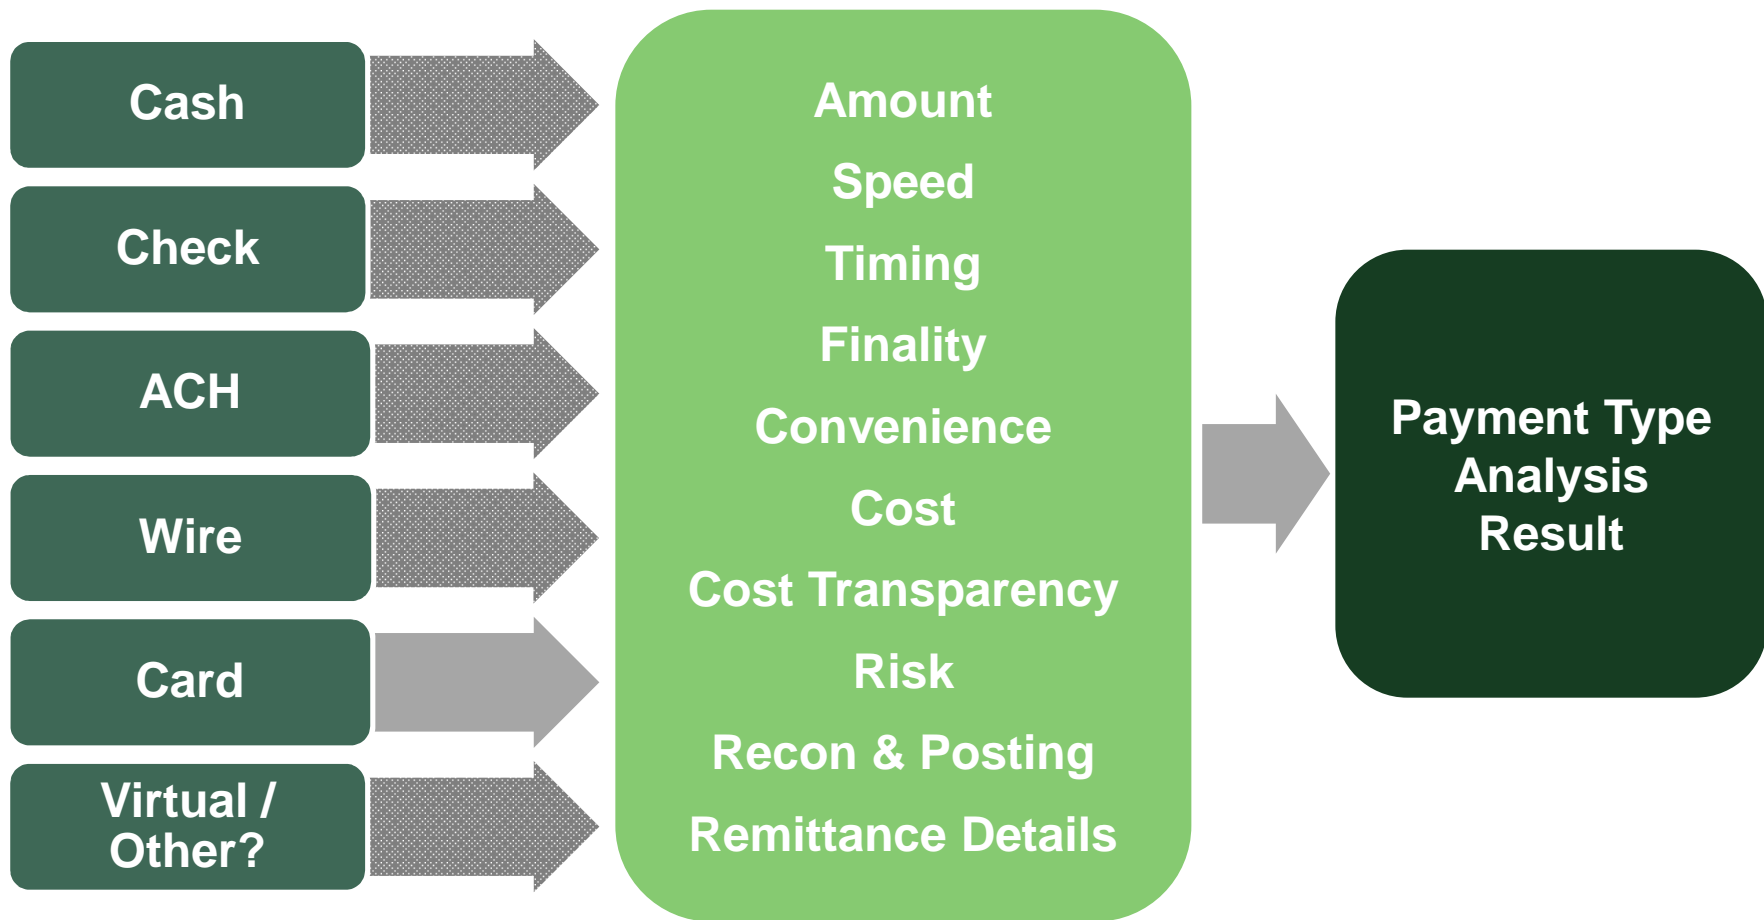 Cash
Check
ACH
Wire
Card
Virtual /
Other?
Amount
Speed
Timing
Finality
Convenience
Cost
Cost Transparency
Risk
Recon & Posting
Remittance Details
Payment Type
Analysis
Result